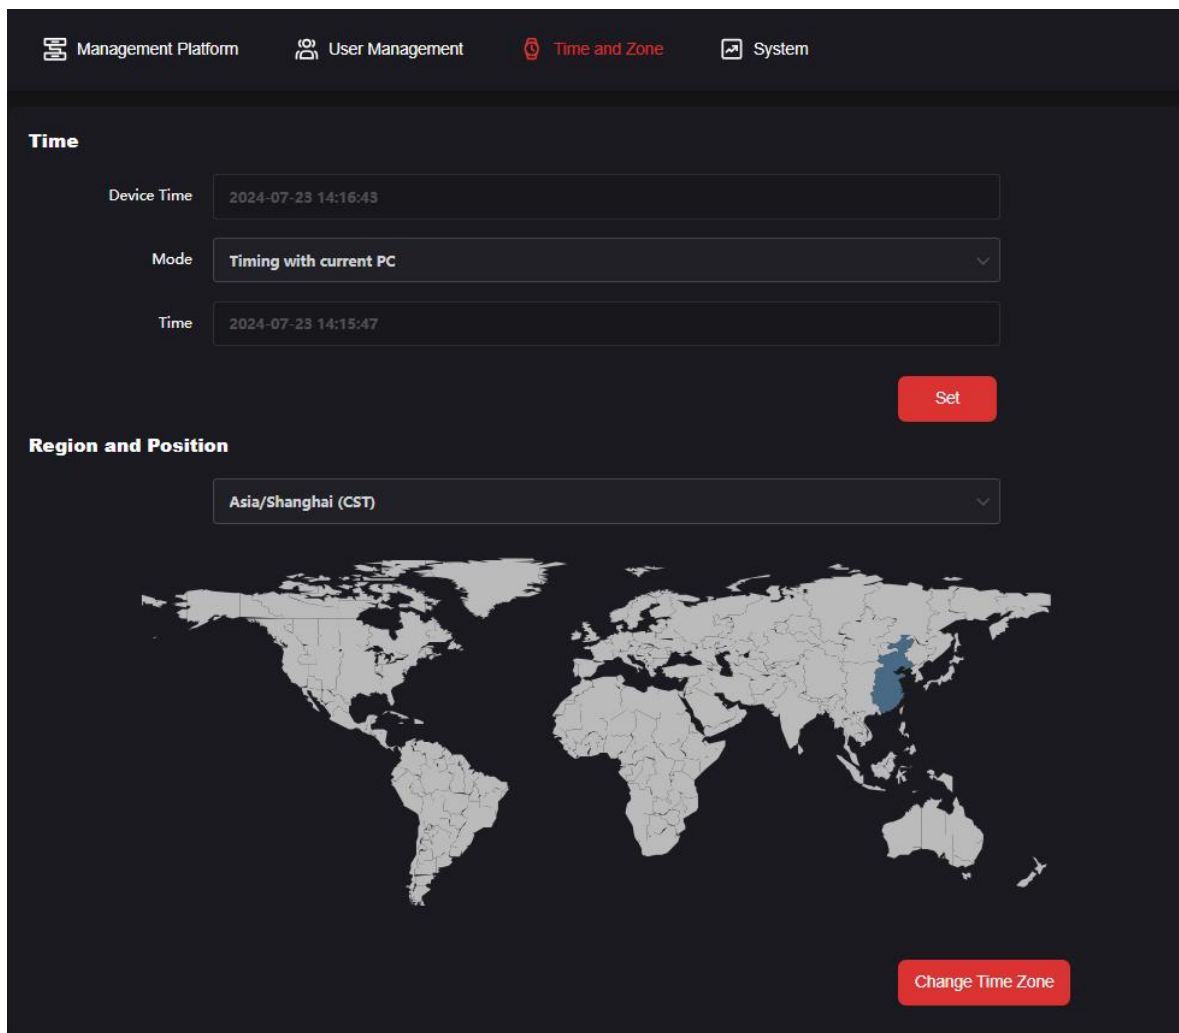 Management Platform User Management Time and Zone System
Time
Device Time 2024-07-23 14:16:43
Mode Timing with current PC
Time 2024-07-23 14:15:47
Set
Region and Position
Asia/Shanghai (CST)
Change Time Zone